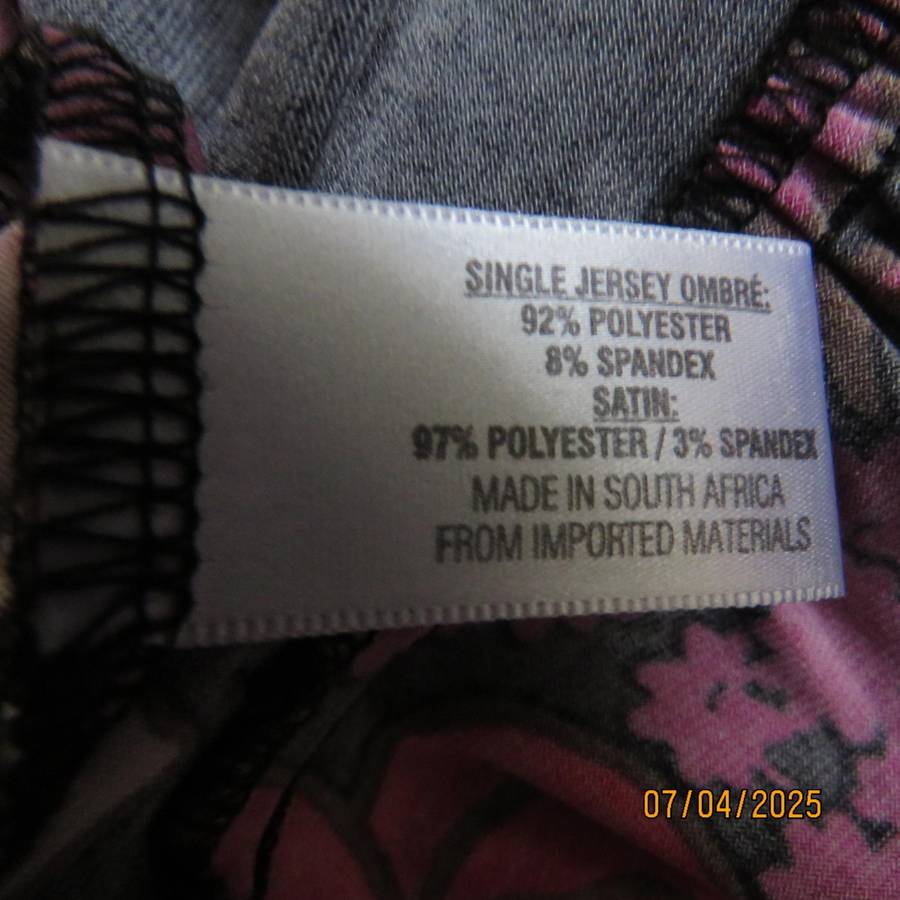 SINGLE JERSEY OMBRÉ:
92% POLYESTER
8% SPANDEX
SATIN:
97% POLYESTER / 3% SPANDEX
MADE IN SOUTH AFRICA
FROM IMPORTED MATERIALS
07/04/2025